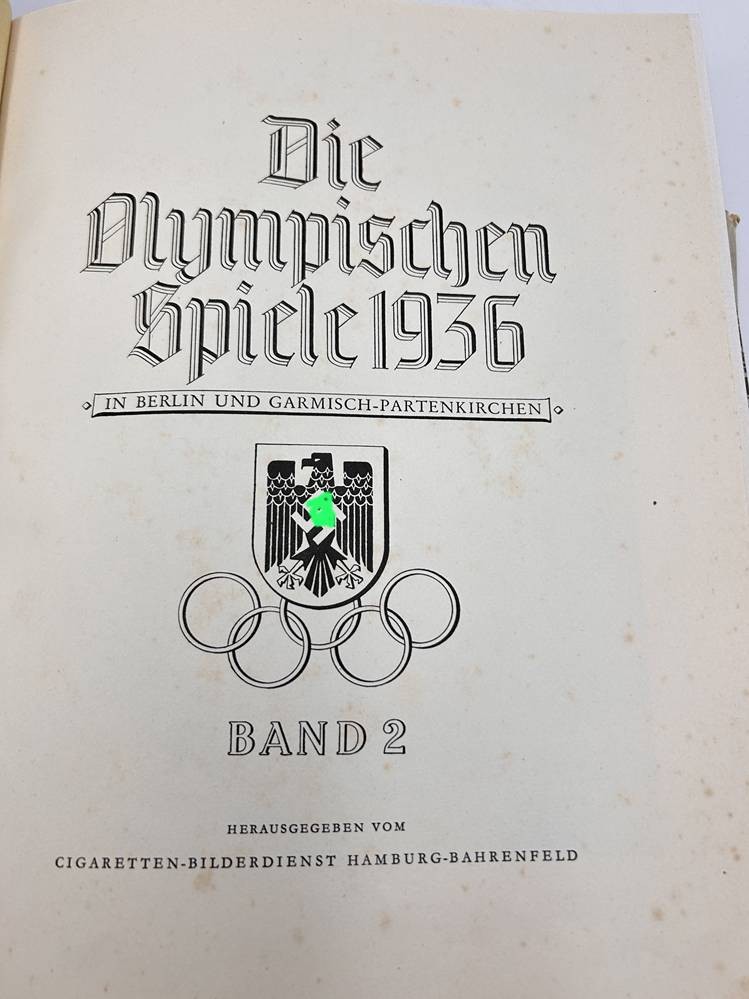 Die
Olympischen
Spiele 1936
IN BERLIN UND GARMISCH-PARTENKIRCHEN
BAND 2
HERAUSGEGEBEN VOM
CIGARETTEN-BILDERDIENST HAMBURG-BAHRENFELD